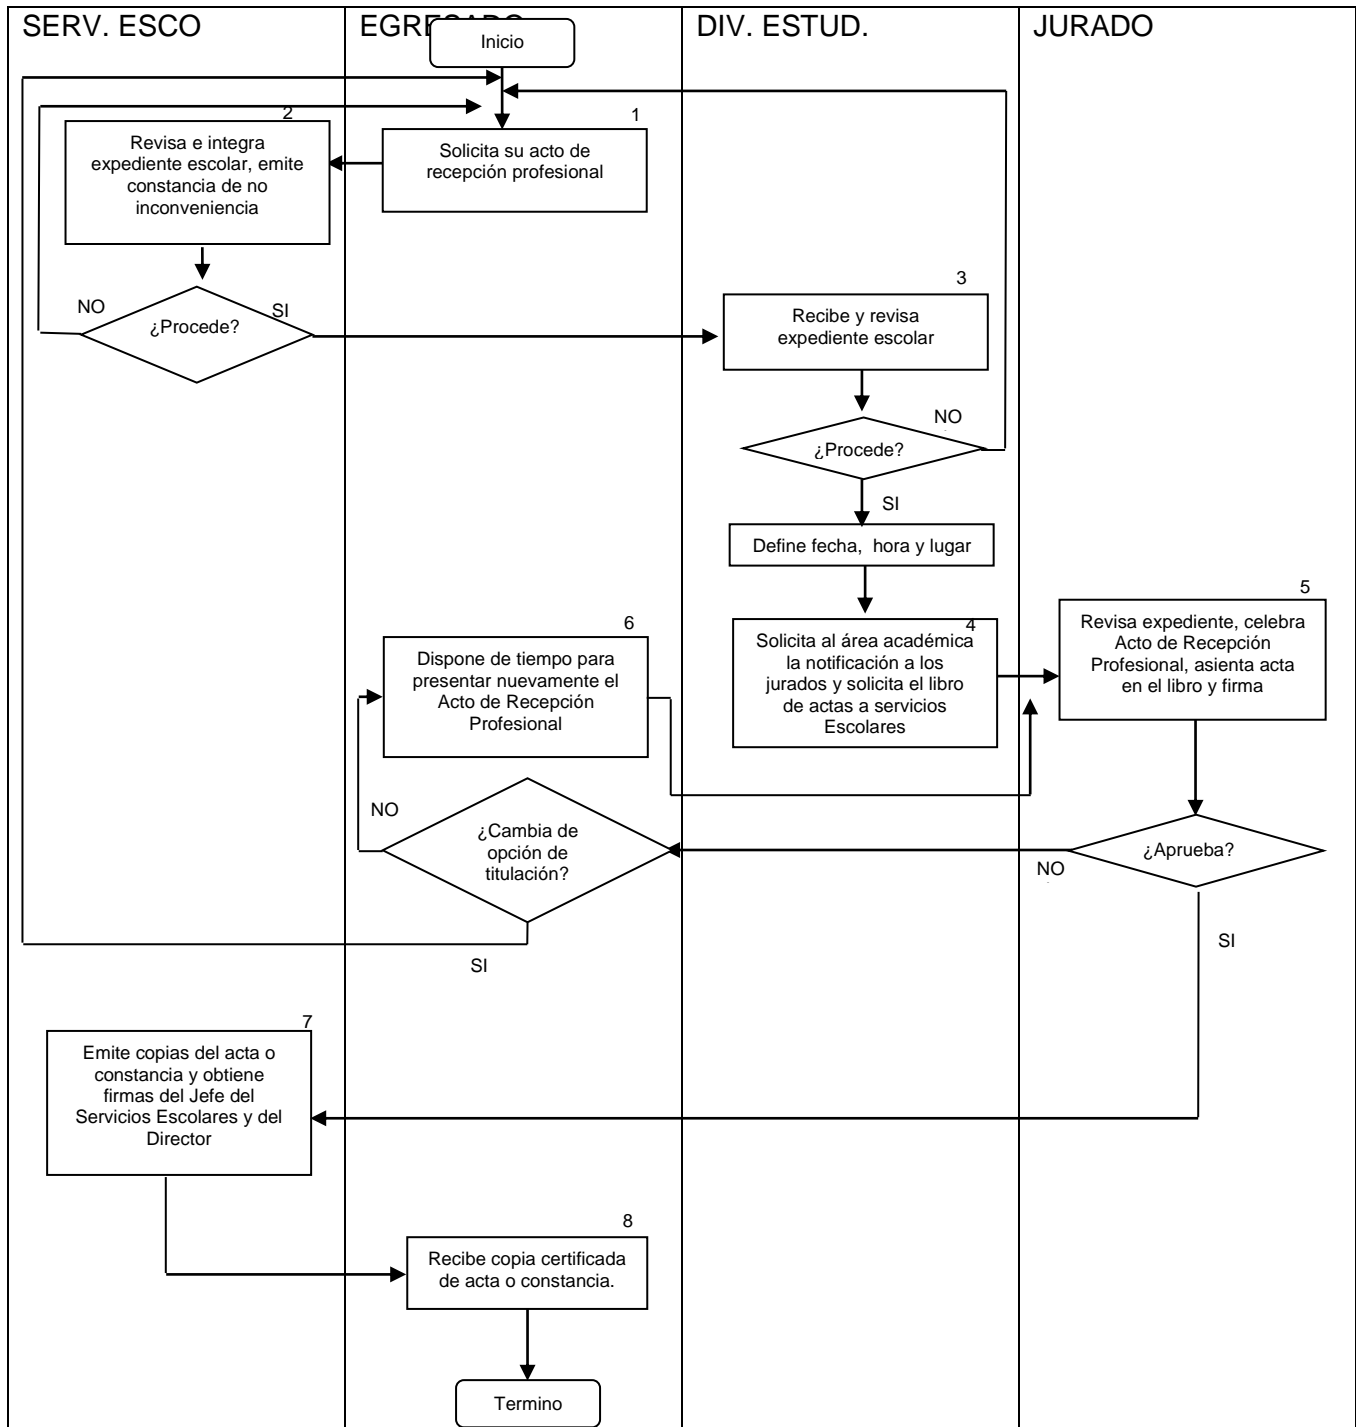 SERV. ESCO
EGRESADO
DIV. ESTUD.
JURADO
Inicio
1
Solicita su acto de
recepción profesional
2
Revisa e integra
expediente escolar, emite
constancia de no
inconveniencia
¿Procede?
NO
SI
3
Recibe y revisa
expediente escolar
¿Procede?
NO
SI
Define fecha, hora y lugar
4
Solicita al área académica
la notificación a los
jurados y solicita el libro
de actas a servicios
Escolares
5
Revisa expediente, celebra
Acto de Recepción
Profesional, asienta acta
en el libro y firma
¿Aprueba?
NO
SI
6
Dispone de tiempo para
presentar nuevamente el
Acto de Recepción
Profesional
¿Cambia de
opción de
titulación?
NO
SI
7
Emite copias del acta o
constancia y obtiene
firmas del Jefe del
Servicios Escolares y del
Director
8
Recibe copia certificada
de acta o constancia.
Termino